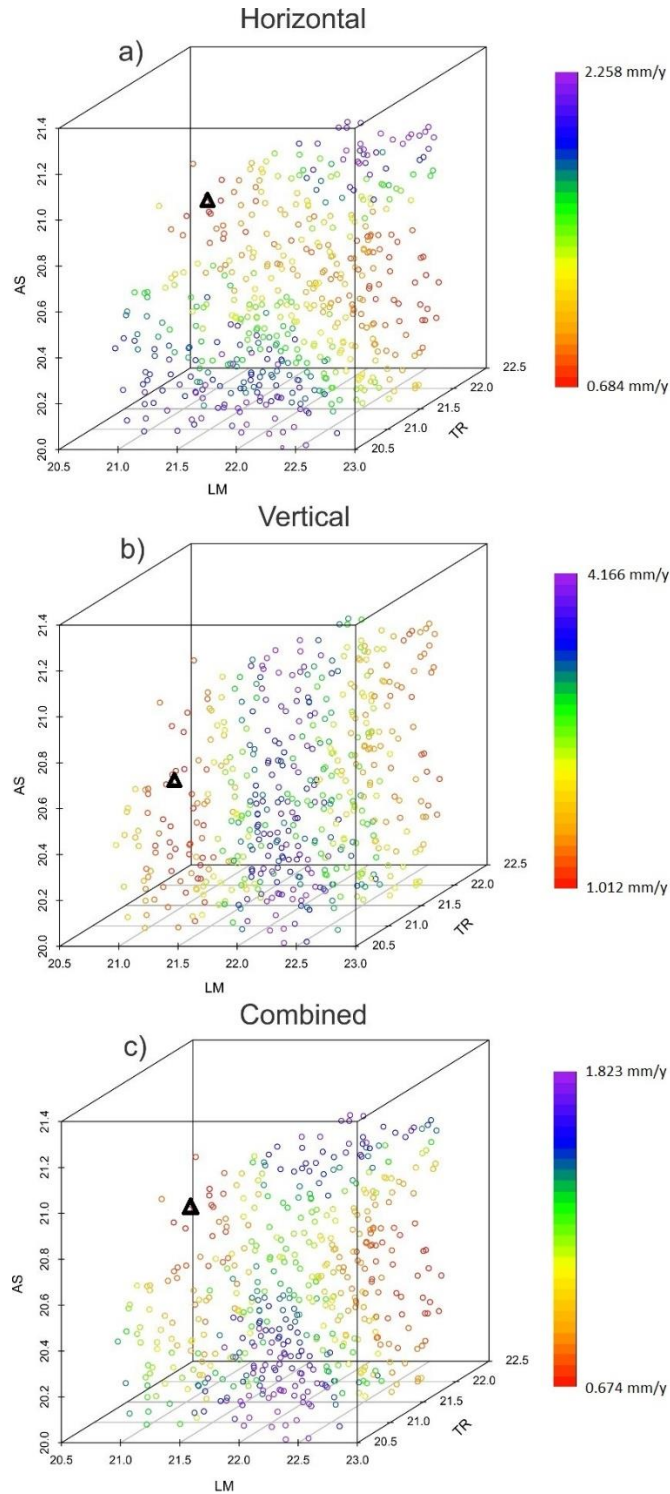 Horizontal
a)
2.258 mm/y
21.4
21.2
21.0
20.8
20.6
20.4
20.2
20.0
AS
20.5 21.0 21.5 22.0 22.5 23.0
LM
20.5 21.0 21.5 22.0 22.5
TR
0.684 mm/y
Vertical
b)
4.166 mm/y
21.4
21.2
21.0
20.8
20.6
20.4
20.2
20.0
AS
20.5 21.0 21.5 22.0 22.5 23.0
LM
20.5 21.0 21.5 22.0 22.5
TR
1.012 mm/y
Combined
c)
1.823 mm/y
21.4
21.2
21.0
20.8
20.6
20.4
20.2
20.0
AS
20.5 21.0 21.5 22.0 22.5 23.0
LM
20.5 21.0 21.5 22.0 22.5
TR
0.674 mm/y